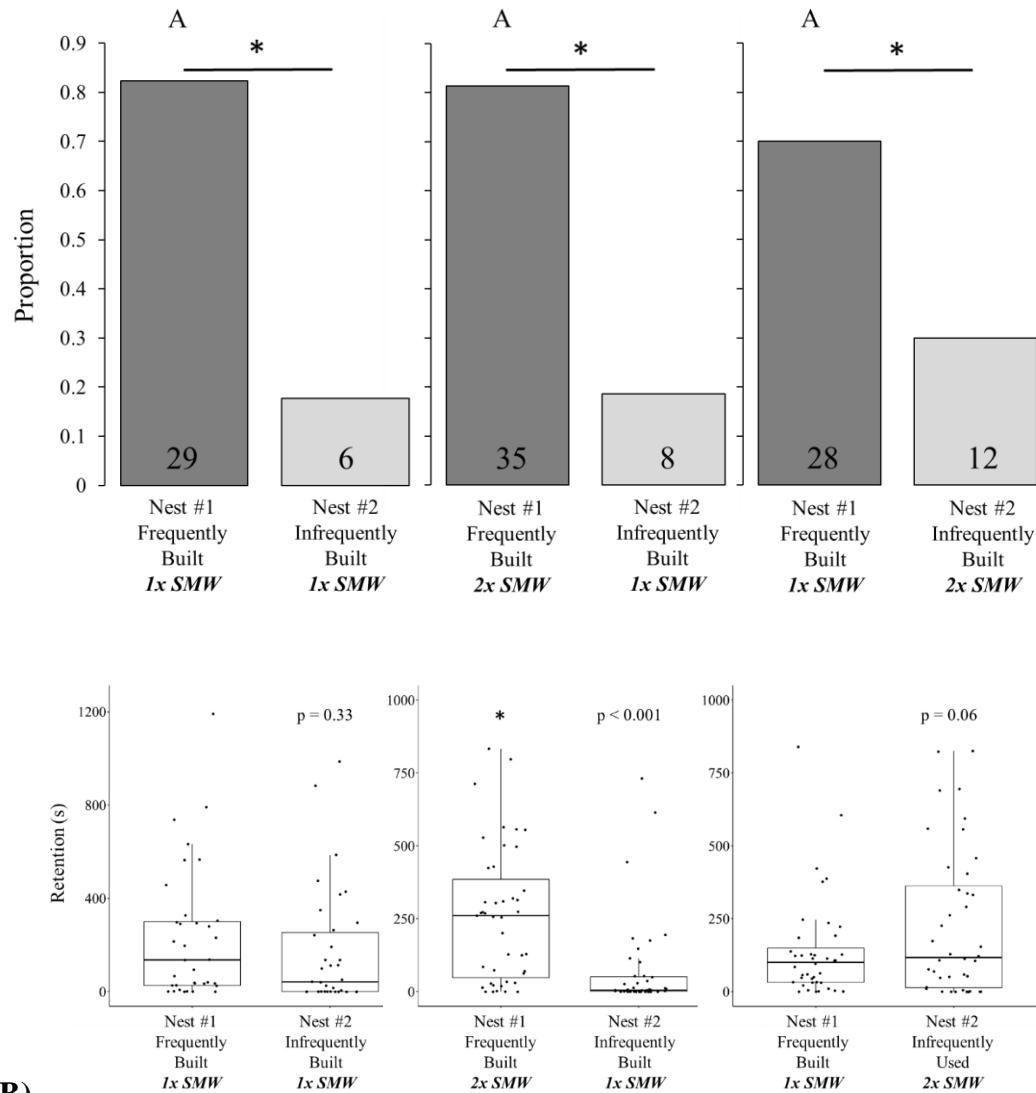 A A A
* * *
0.9
0.8
0.7
0.6
0.5
0.4
0.3
0.2
0.1
0
Proportion
29 6 35 8 28 12
Nest #1 Nest #2 Nest #1 Nest #2 Nest #1 Nest #2
Frequently Infrequently Frequently Infrequently Frequently Infrequently
Built Built Built Built Built Built
1x SMW 1x SMW 2x SMW 1x SMW 1x SMW 2x SMW
p = 0.33 * p < 0.001 p = 0.06
1200
800
400
0
Retention (s)
1000
750
500
250
0
1000
750
500
250
0
Nest #1 Nest #2 Nest #1 Nest #2 Nest #1 Nest #2
Frequently Infrequently Frequently Infrequently Frequently Infrequently
Built Built Built Built Built Used
1x SMW 1x SMW 2x SMW 1x SMW 1x SMW 2x SMW
B)